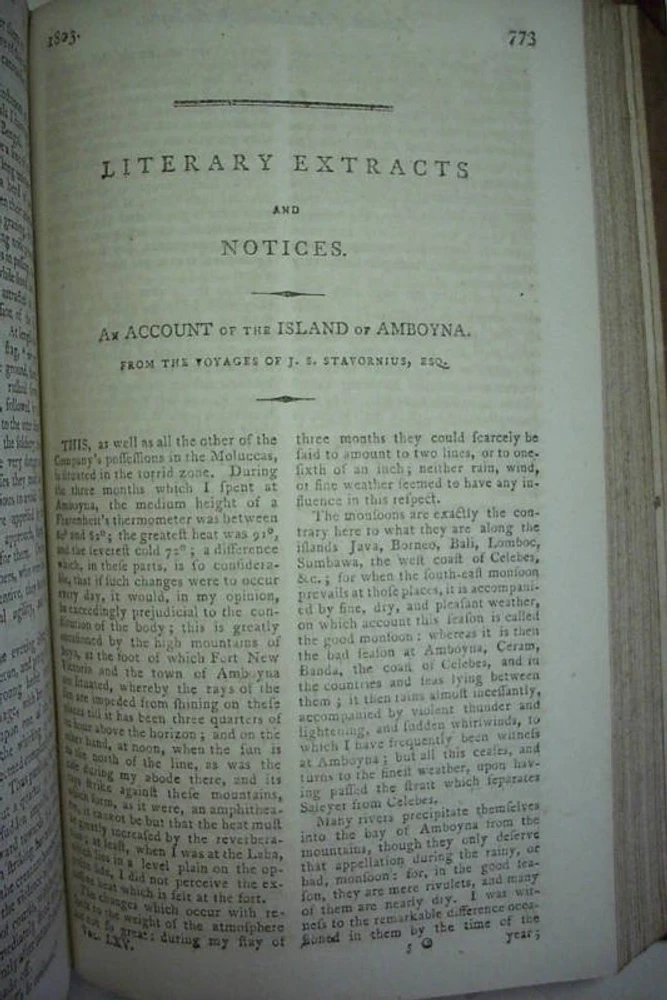 1803.
773
LITERARY EXTRACTS
AND
NOTICES.
AN ACCOUNT OF THE ISLAND OF AMBOYNA.
FROM THE VOYAGES OF J. S. STAVORNIUS, ESQ.
THIS, as well as all the other of the
Company's poſſeſſions in the Moluccas,
is ſituated in the torrid zone. During
the three months which I ſpent at
Amboyna, the medium height of a
Farenheit's thermometer was between
80° and 82°; the greateſt heat was 91°,
and the ſevereſt cold 72°; a difference
which, in theſe parts, is ſo conſidera-
ble, that if ſuch changes were to occur
every day, it would, in my opinion,
be exceedingly prejudicial to the con-
ſtitution of the body; this is greatly
occaſioned by the high mountains of
at the foot of which Fort New
Victoria and the town of Amboyna
are ſituated, whereby the rays of the
ſun are impeded from ſhining on theſe
places till it has been three quarters of
an hour above the horizon; and on the
other hand, at noon, when the ſun is
to the north of the line, as was the
caſe during my abode there, and its
rays ſtrike againſt theſe mountains,
which form, as it were, an amphithea-
it cannot be but that the heat muſt
be greatly increaſed by the reverbera-
at leaſt, when I was at the Laha,
which lies in a level plain on the op-
ſide, I did not perceive the ex-
heat which is felt at the fort.
The changes which occur with re-
to the weight of the atmoſphere
are not ſo great: during my ſtay of
VOL. LXV.
three months they could ſcarcely be
ſaid to amount to two lines, or to one-
ſixth of an inch; neither rain, wind,
or fine weather ſeemed to have any in-
fluence in this reſpect.
The monſoons are exactly the con-
trary here to what they are along the
iſlands Java, Borneo, Bali, Lomboc,
Sumbawa, the weſt coaſt of Celebes,
&c.; for when the ſouth-eaſt monſoon
prevails at thoſe places, it is accompani-
ed by fine, dry, and pleaſant weather,
on which account this ſeaſon is called
the good monſoon: whereas it is then
the bad ſeaſon at Amboyna, Ceram,
Banda, the coaſt of Celebes, and in
the countries and ſeas lying between
them; it then rains almoſt inceſſantly,
accompanied by violent thunder and
lightening, and ſudden whirlwinds, to
which I have frequently been witneſs
at Amboyna; but all this ceaſes, and
turns to the fineſt weather, upon hav-
ing paſſed the ſtrait which ſeparates
Saleyer from Celebes.
Many rivers precipitate themſelves
into the bay of Amboyna from the
mountains, though they only deſerve
that appellation during the rainy, or
bad, monſoon: for, in the good ſea-
ſon, they are mere rivulets, and many
of them are nearly dry. I was wit-
neſs to the remarkable difference occa-
ſioned in them by the time of the
5 G
year;